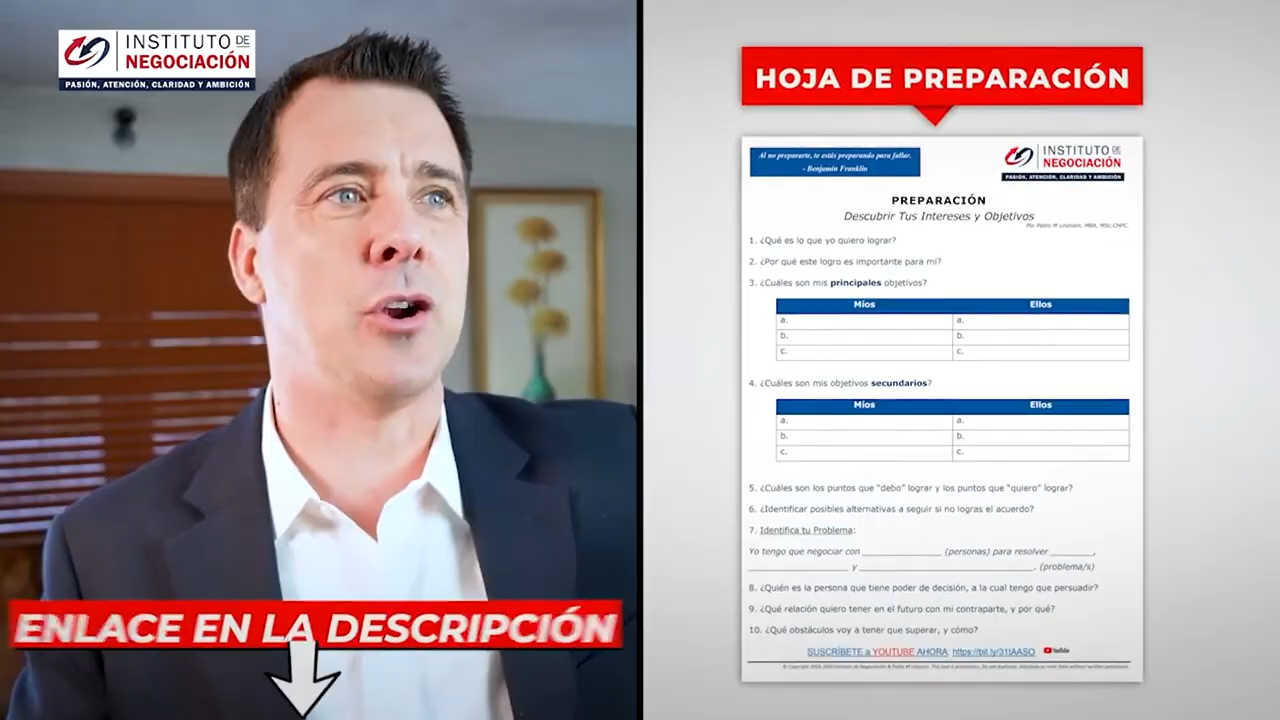 INSTITUTO DE
NEGOCIACIÓN
PASIÓN, ATENCIÓN, CLARIDAD Y AMBICIÓN
ENLACE EN LA DESCRIPCIÓN
HOJA DE PREPARACIÓN
Al no prepararte, te estás preparando para fallar.
- Benjamin Franklin
INSTITUTO DE
NEGOCIACIÓN
PASIÓN, ATENCIÓN, CLARIDAD Y AMBICIÓN
PREPARACIÓN
Descubrir Tus Intereses y Objetivos
1. ¿Qué es lo que yo quiero lograr?
2. ¿Por qué este logro es importante para mí?
3. ¿Cuáles son mis principales objetivos?
Míos Ellos
a. a.
b. b.
c. c.
4. ¿Cuáles son mis objetivos secundarios?
Míos Ellos
a. a.
b. b.
c. c.
5. ¿Cuáles son los puntos que "debo" lograr y los puntos que "quiero" lograr?
6. ¿Identificar posibles alternativas a seguir si no logras el acuerdo?
7. Identifica tu Problema:
Yo tengo que negociar con ______________ (personas) para resolver ________,
__________________ y ________________________________. (problema/s)
8. ¿Quién es la persona que tiene poder de decisión, a la cual tengo que persuadir?
9. ¿Qué relación quiero tener en el futuro con mi contraparte, y por qué?
10. ¿Qué obstáculos voy a tener que superar, y cómo?
SUSCRÍBETE a YOUTUBE AHORA: https://bit.ly/31tAASO YouTube